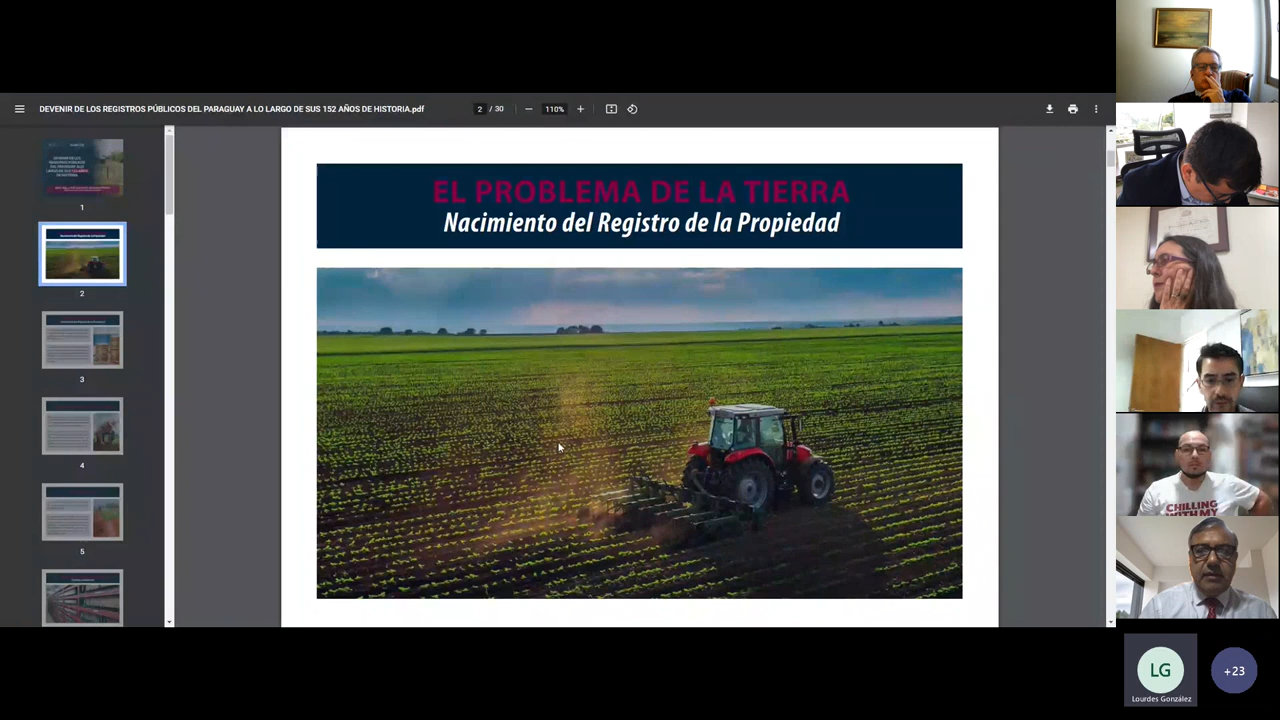 DEVENIR DE LOS REGISTROS PÚBLICOS DEL PARAGUAY A LO LARGO DE SUS 152 AÑOS DE HISTORIA.pdf
2 / 30
110%
1
2
3
4
5
EL PROBLEMA DE LA TIERRA
Nacimiento del Registro de la Propiedad
CHILLING
WITH MY
LG
Lourdes González
+23